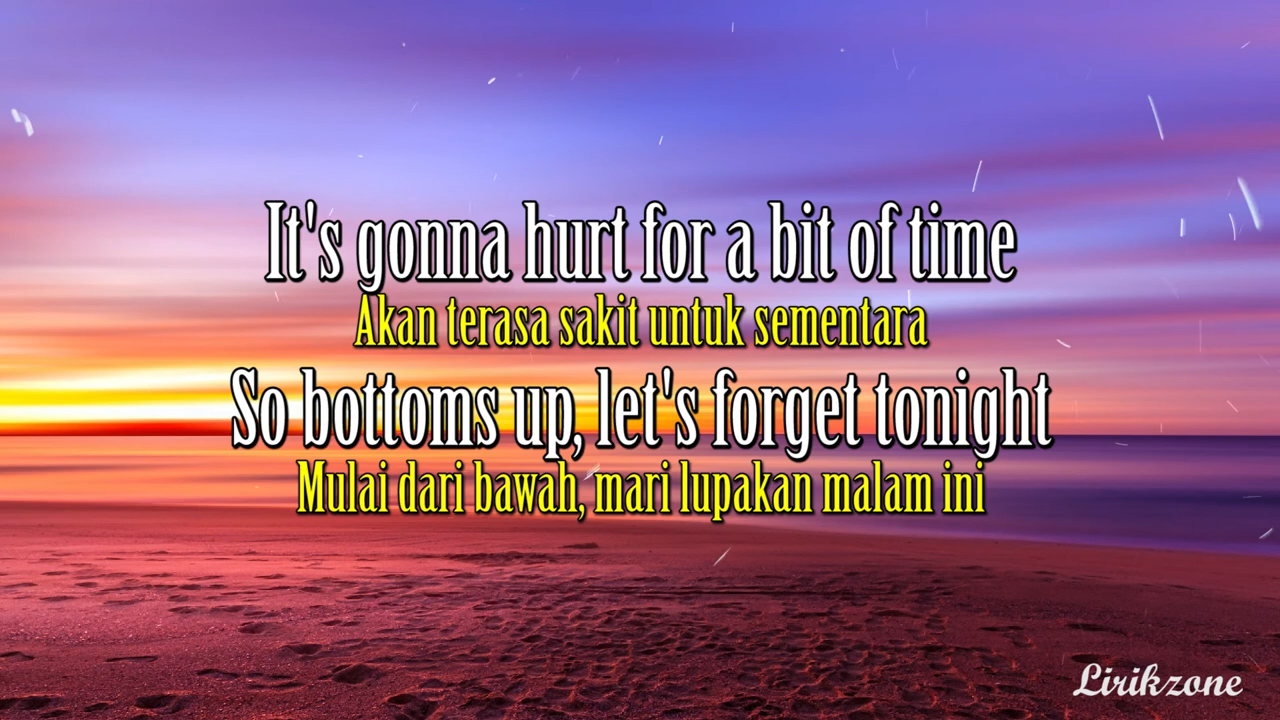 It's gonna hurt for a bit of time
Akan terasa sakit untuk sementara
So bottoms up, let's forget tonight
Mulai dari bawah, mari lupakan malam ini
Lirikzone